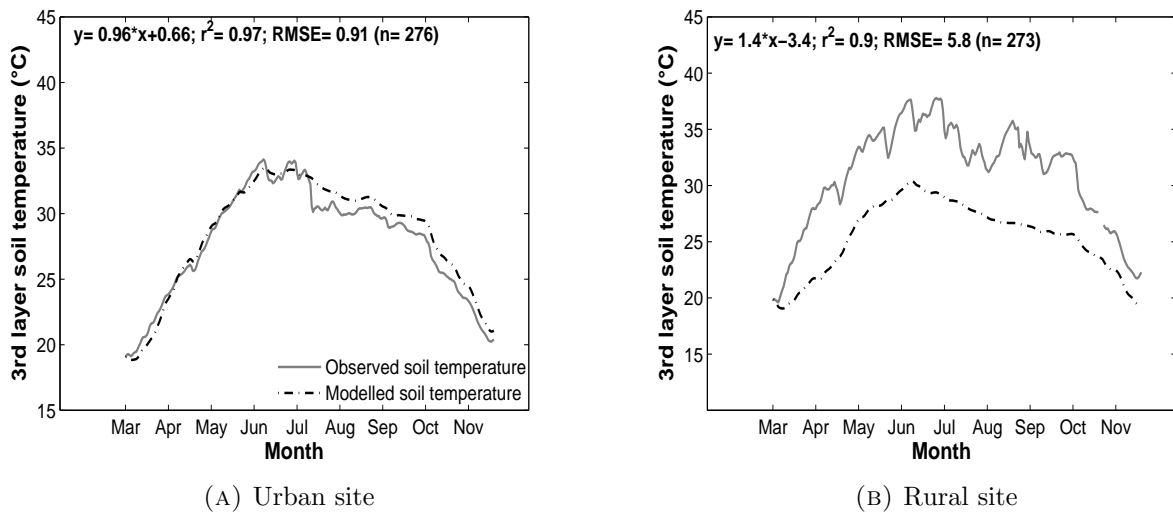 y= 0.96*x+0.66; r²= 0.97; RMSE= 0.91 (n= 276)
3rd layer soil temperature (°C)
45
40
35
30
25
20
15
Observed soil temperature
Modelled soil temperature
Mar Apr May Jun Jul Aug Sep Oct Nov
Month
(A) Urban site
y= 1.4*x−3.4; r²= 0.9; RMSE= 5.8 (n= 273)
3rd layer soil temperature (°C)
45
40
35
30
25
20
15
Mar Apr May Jun Jul Aug Sep Oct Nov
Month
(B) Rural site